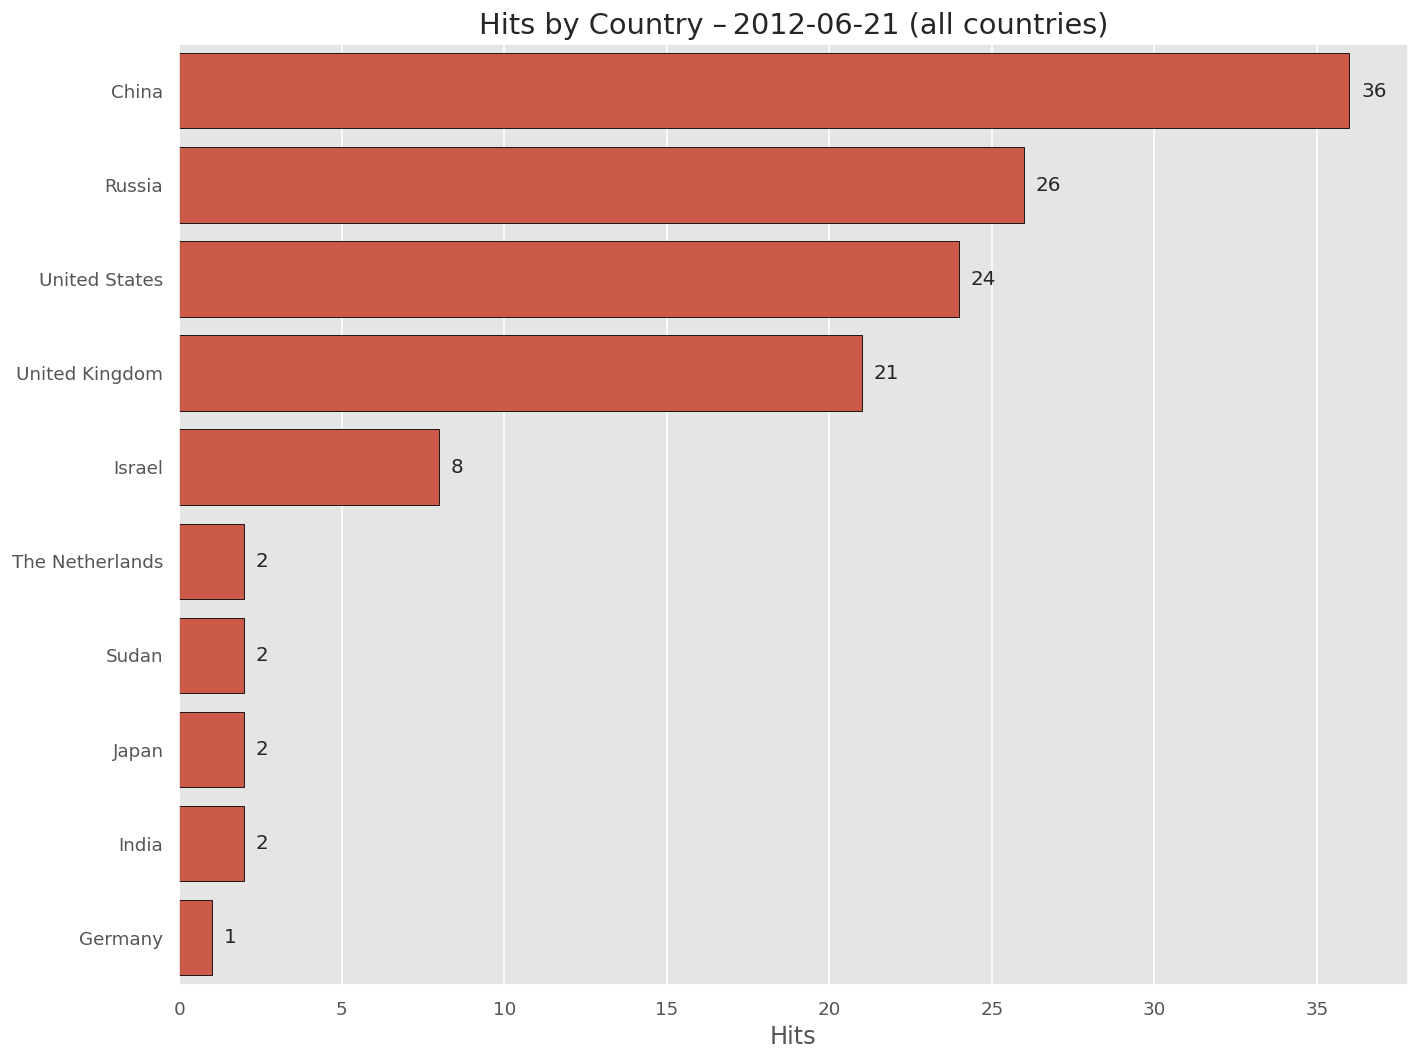 Hits by Country – 2012-06-21 (all countries)
China 36
Russia 26
United States 24
United Kingdom 21
Israel 8
The Netherlands 2
Sudan 2
Japan 2
India 2
Germany 1
0 5 10 15 20 25 30 35
Hits